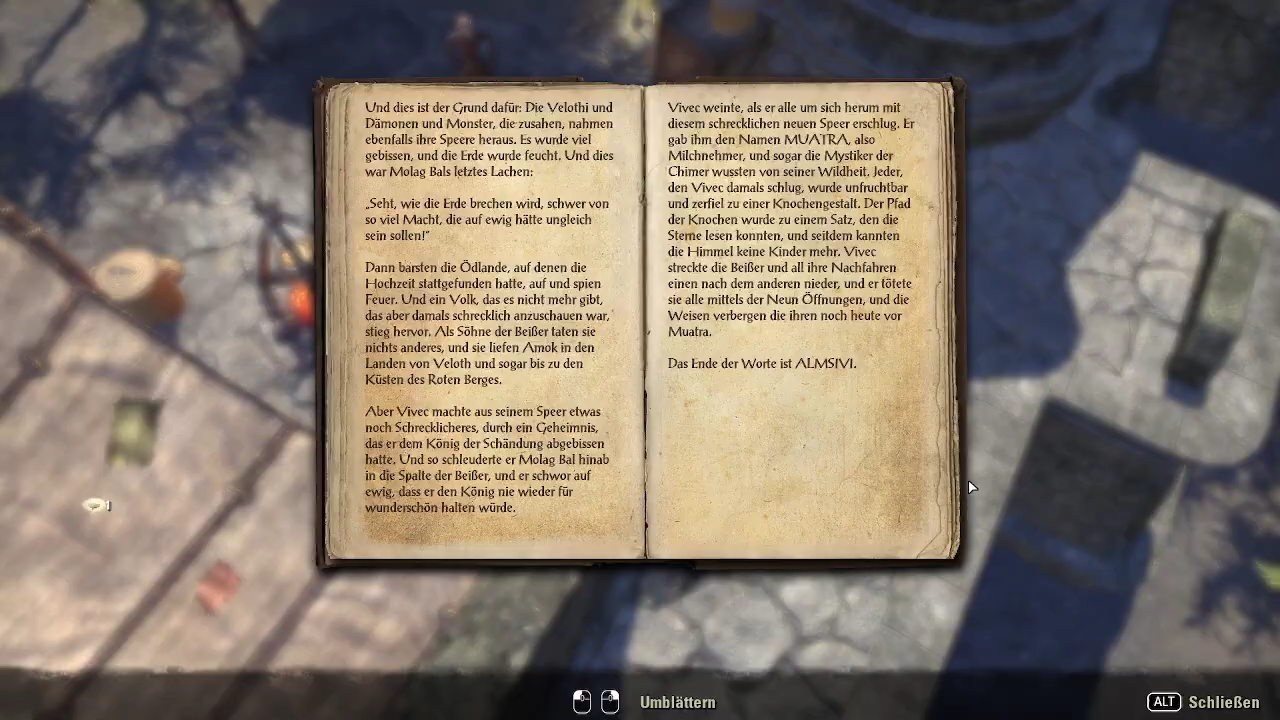 Und dies ist der Grund dafür: Die Velothi und
Dämonen und Monster, die zusahen, nahmen
ebenfalls ihre Speere heraus. Es wurde viel
gebissen, und die Erde wurde feucht. Und dies
war Molag Bals letztes Lachen:
„Seht, wie die Erde brechen wird, schwer von
so viel Macht, die auf ewig hätte ungleich
sein sollen!“
Dann barsten die Ödlande, auf denen die
Hochzeit stattgefunden hatte, auf und spien
Feuer. Und ein Volk, das es nicht mehr gibt,
das aber damals schrecklich anzuschauen war,
stieg hervor. Als Söhne der Beißer taten sie
nichts anderes, und sie liefen Amok in den
Landen von Veloth und sogar bis zu den
Küsten des Roten Berges.
Aber Vivec machte aus seinem Speer etwas
noch Schrecklicheres, durch ein Geheimnis,
das er dem König der Schändung abgebissen
hatte. Und so schleuderte er Molag Bal hinab
in die Spalte der Beißer, und er schwor auf
ewig, dass er den König nie wieder für
wunderschön halten würde.
Vivec weinte, als er alle um sich herum mit
diesem schrecklichen neuen Speer erschlug. Er
gab ihm den Namen MUATRA, also
Milchnehmer, und sogar die Mystiker der
Chimer wussten von seiner Wildheit. Jeder,
den Vivec damals schlug, wurde unfruchtbar
und zerfiel zu einer Knochengestalt. Der Pfad
der Knochen wurde zu einem Satz, den die
Sterne lesen konnten, und seitdem kannten
die Himmel keine Kinder mehr. Vivec
streckte die Beißer und all ihre Nachfahren
einen nach dem anderen nieder, und er tötete
sie alle mittels der Neun Öffnungen, und die
Weisen verbergen die ihren noch heute vor
Muatra.
Das Ende der Worte ist ALMSIVI.
1
Umblättern
ALT Schließen